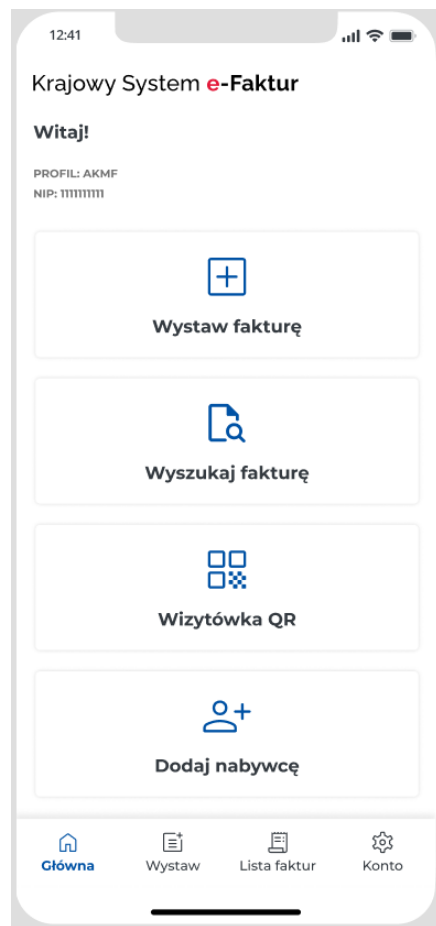 12:41
Krajowy System e-Faktur
Witaj!
PROFIL: AKMF
NIP: 1111111111
Wystaw fakturę
Wyszukaj fakturę
Wizytówka QR
Dodaj nabywcę
Główna Wystaw Lista faktur Konto